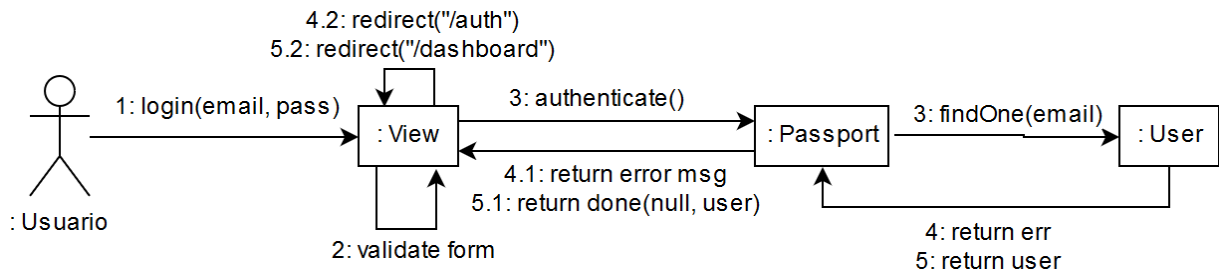 4.2: redirect("/auth")
5.2: redirect("/dashboard")
1: login(email, pass)
: View
3: authenticate()
: Passport
3: findOne(email)
: User
4.1: return error msg
5.1: return done(null, user)
: Usuario
2: validate form
4: return err
5: return user